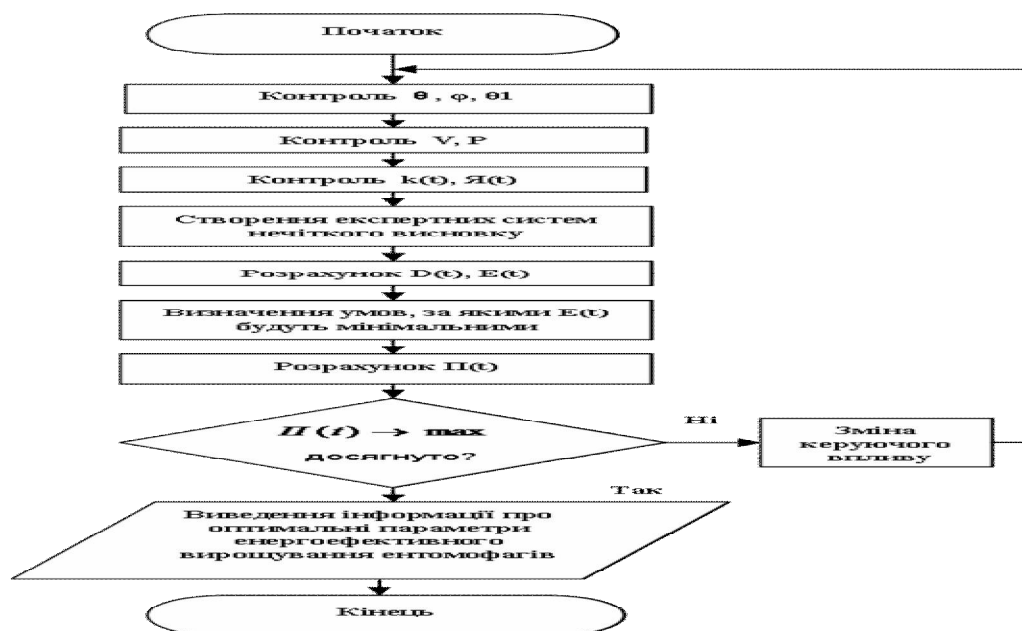 Початок
Контроль θ , φ, θ1
Контроль V, P
Контроль k(t), Я(t)
Створення експертних систем
нечіткого висновку
Розрахунок D(t), E(t)
Визначення умов, за якими E(t)
будуть мінімальними
Розрахунок П(t)
П (t) → max
досягнуто?
Ні
Зміна
керуючого
впливу
Так
Виведення інформації про
оптимальні параметри
енергоефективного
вирощування ентомофагів
Кінець